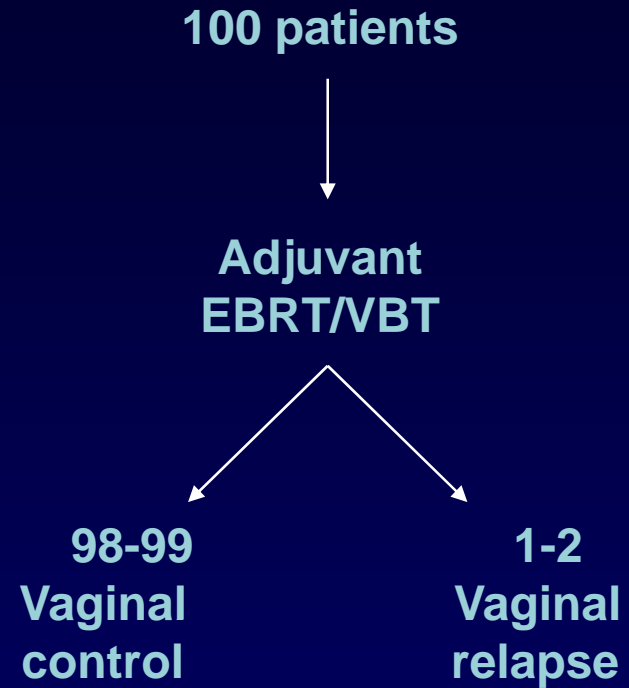 100 patients
Adjuvant
EBRT/VBT
98-99
Vaginal
control
1-2
Vaginal
relapse